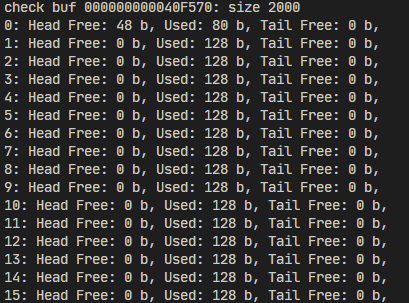 check buf 000000000040F570: size 2000
0: Head Free: 48 b, Used: 80 b, Tail Free: 0 b,
1: Head Free: 0 b, Used: 128 b, Tail Free: 0 b,
2: Head Free: 0 b, Used: 128 b, Tail Free: 0 b,
3: Head Free: 0 b, Used: 128 b, Tail Free: 0 b,
4: Head Free: 0 b, Used: 128 b, Tail Free: 0 b,
5: Head Free: 0 b, Used: 128 b, Tail Free: 0 b,
6: Head Free: 0 b, Used: 128 b, Tail Free: 0 b,
7: Head Free: 0 b, Used: 128 b, Tail Free: 0 b,
8: Head Free: 0 b, Used: 128 b, Tail Free: 0 b,
9: Head Free: 0 b, Used: 128 b, Tail Free: 0 b,
10: Head Free: 0 b, Used: 128 b, Tail Free: 0 b,
11: Head Free: 0 b, Used: 128 b, Tail Free: 0 b,
12: Head Free: 0 b, Used: 128 b, Tail Free: 0 b,
13: Head Free: 0 b, Used: 128 b, Tail Free: 0 b,
14: Head Free: 0 b, Used: 128 b, Tail Free: 0 b,
15: Head Free: 0 b, Used: 128 b, Tail Free: 0 b,